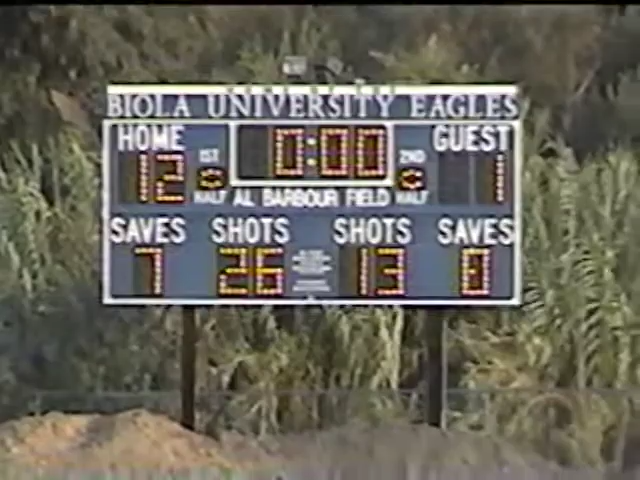 BIOLA UNIVERSITY EAGLES
HOME 0:00 GUEST
12 1ST 2ND 1
HALF AL BARBOUR FIELD HALF
SAVES SHOTS SHOTS SAVES
7 26 13 0